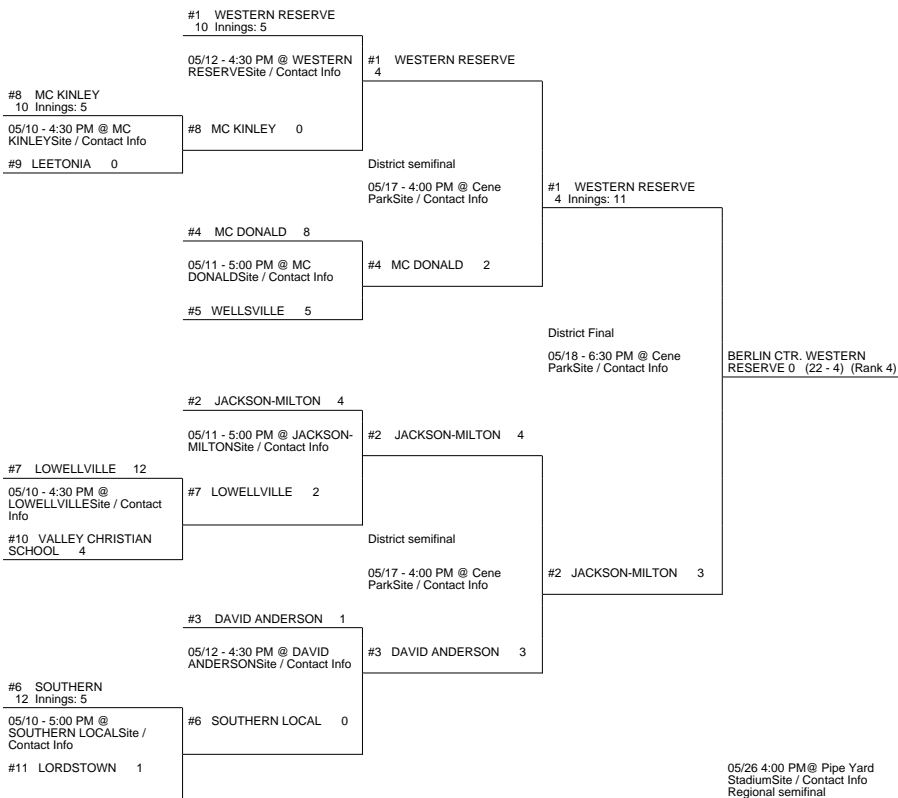 #1 WESTERN RESERVE
10 Innings: 5
05/12 - 4:30 PM @ WESTERN
RESERVESite / Contact Info
#1 WESTERN RESERVE
4
#8 MC KINLEY
10 Innings: 5
05/10 - 4:30 PM @ MC
KINLEYSite / Contact Info
#8 MC KINLEY 0
#9 LEETONIA 0
District semifinal
05/17 - 4:00 PM @ Cene
ParkSite / Contact Info
#1 WESTERN RESERVE
4 Innings: 11
#4 MC DONALD 8
05/11 - 5:00 PM @ MC
DONALDSite / Contact Info
#4 MC DONALD 2
#5 WELLSVILLE 5
District Final
05/18 - 6:30 PM @ Cene
ParkSite / Contact Info
BERLIN CTR. WESTERN
RESERVE 0 (22 - 4) (Rank 4)
#2 JACKSON-MILTON 4
05/11 - 5:00 PM @ JACKSON-
MILTONSite / Contact Info
#2 JACKSON-MILTON 4
#7 LOWELLVILLE 12
05/10 - 4:30 PM @
LOWELLVILLESite / Contact
Info
#7 LOWELLVILLE 2
#10 VALLEY CHRISTIAN
SCHOOL 4
District semifinal
05/17 - 4:00 PM @ Cene
ParkSite / Contact Info
#2 JACKSON-MILTON 3
#3 DAVID ANDERSON 1
05/12 - 4:30 PM @ DAVID
ANDERSONSite / Contact Info
#3 DAVID ANDERSON 3
#6 SOUTHERN
12 Innings: 5
05/10 - 5:00 PM @
SOUTHERN LOCALSite /
Contact Info
#6 SOUTHERN LOCAL 0
#11 LORDSTOWN 1
05/26 4:00 PM@ Pipe Yard
StadiumSite / Contact Info
Regional semifinal